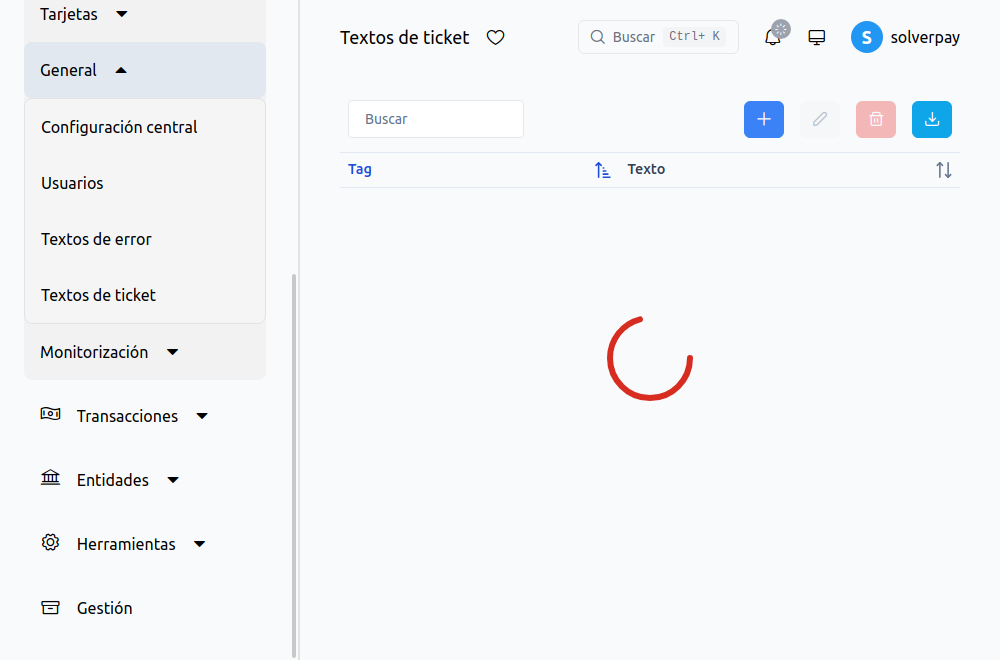 Tarjetas
General
Configuración central
Usuarios
Textos de error
Textos de ticket
Monitorización
Transacciones
Entidades
Herramientas
Gestión
Textos de ticket
Buscar Ctrl+ K
S solverpay
Buscar
Tag Texto